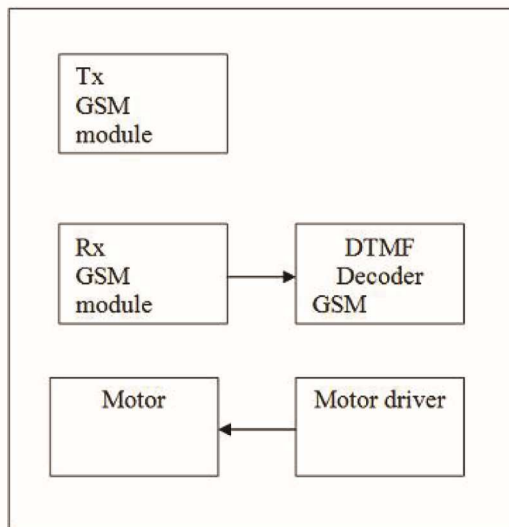 Tx
GSM
module
Rx
GSM
module
DTMF
Decoder
GSM
Motor
Motor driver